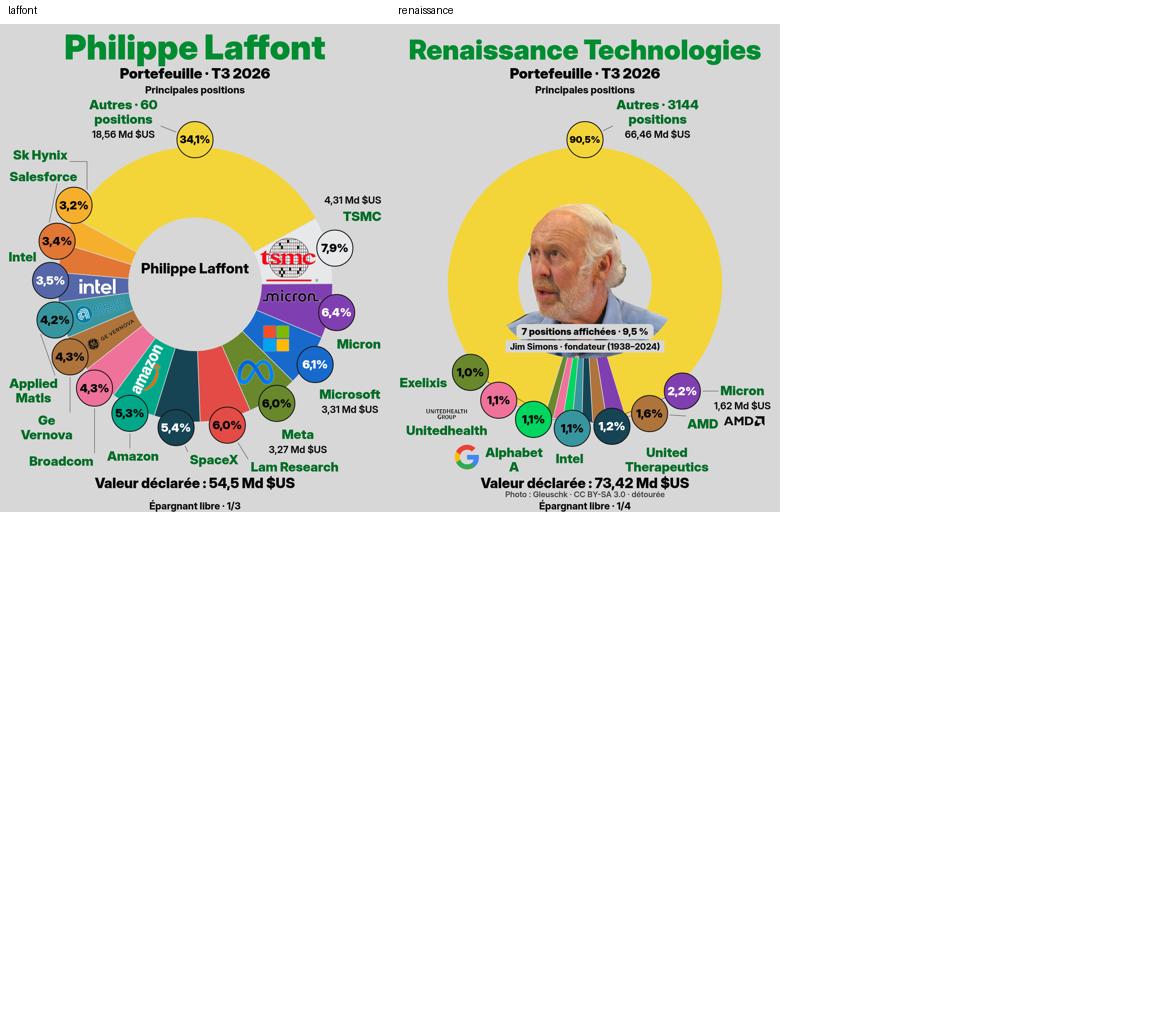 laffont
Philippe Laffont
Portefeuille · T3 2026
Principales positions
Autres · 60
positions
18,56 Md $US
34,1%
Sk Hynix
Salesforce
3,2%
3,4%
Intel
3,5%
intel
4,2%
GE VERNOVA
4,3%
Applied
Matls
4,3%
amazon
Ge
Vernova
5,3%
Broadcom
Amazon
5,4%
SpaceX
6,0%
Lam Research
4,31 Md $US
TSMC
7,9%
tsmc
Philippe Laffont
micron
6,4%
Micron
6,1%
Microsoft
3,31 Md $US
6,0%
Meta
3,27 Md $US
Valeur déclarée : 54,5 Md $US
Épargnant libre · 1/3
renaissance
Renaissance Technologies
Portefeuille · T3 2026
Principales positions
Autres · 3144
positions
66,46 Md $US
90,5%
7 positions affichées · 9,5 %
Jim Simons · fondateur (1938–2024)
Exelixis
1,0%
1,1%
UNITEDHEALTH
GROUP
Unitedhealth
1,1%
G Alphabet
A
1,1%
Intel
1,2%
United
Therapeutics
1,6%
AMD
AMD
2,2%
Micron
1,62 Md $US
Valeur déclarée : 73,42 Md $US
Photo : Gleuschk · CC BY-SA 3.0 · détourée
Épargnant libre · 1/4